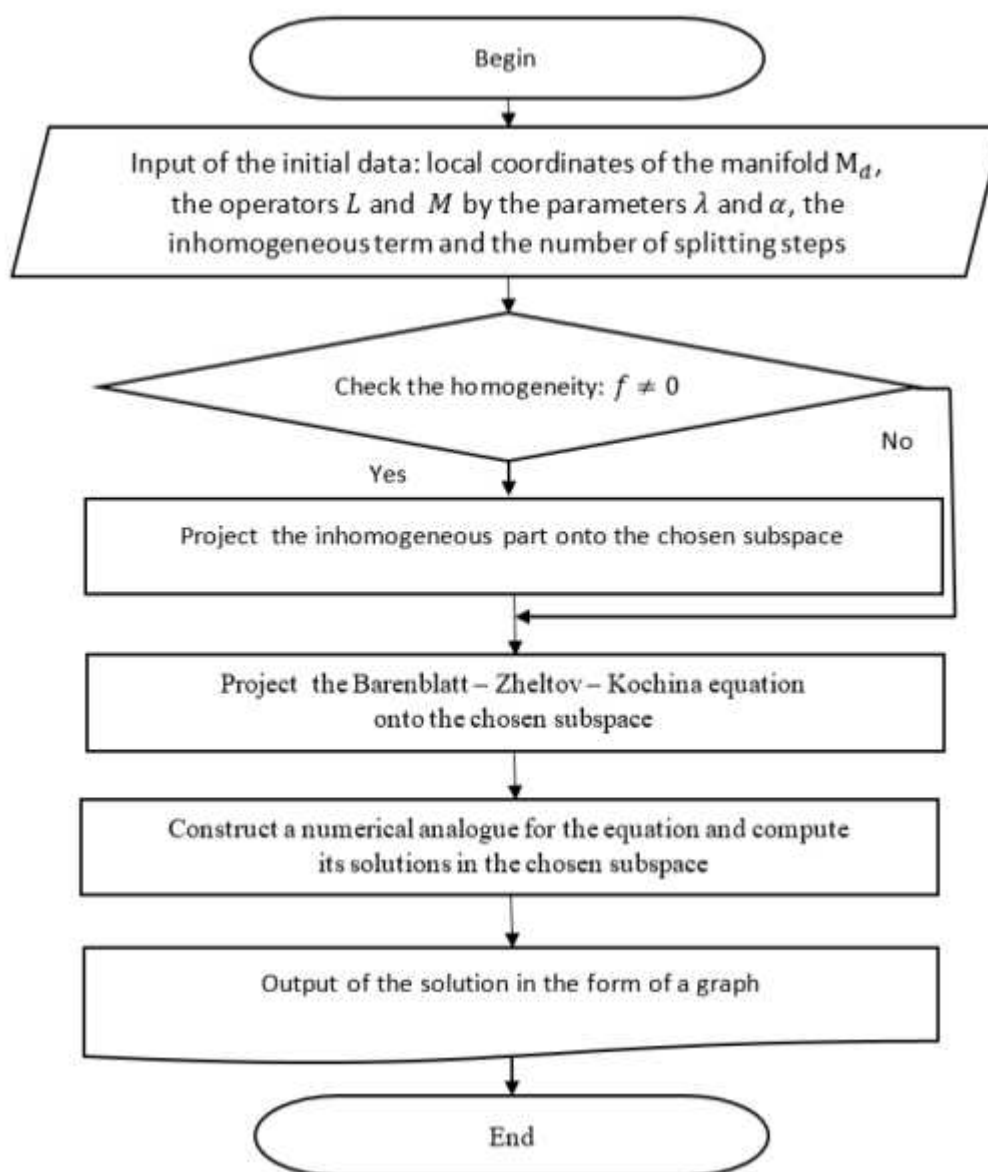 Begin
Input of the initial data: local coordinates of the manifold M_d,
the operators L and M by the parameters λ and α, the
inhomogeneous term and the number of splitting steps
Check the homogeneity: f ≠ 0
No
Yes
Project the inhomogeneous part onto the chosen subspace
Project the Barenblatt – Zheltov – Kochina equation
onto the chosen subspace
Construct a numerical analogue for the equation and compute
its solutions in the chosen subspace
Output of the solution in the form of a graph
End